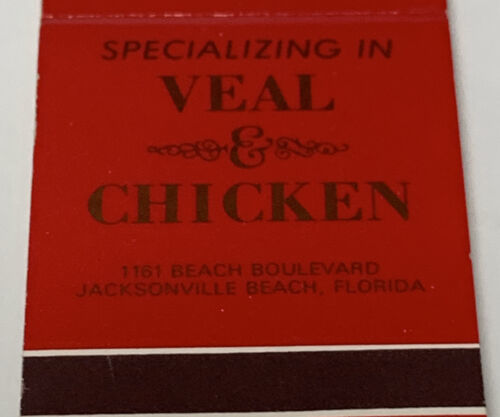 SPECIALIZING IN
VEAL
&
CHICKEN
1161 BEACH BOULEVARD
JACKSONVILLE BEACH, FLORIDA